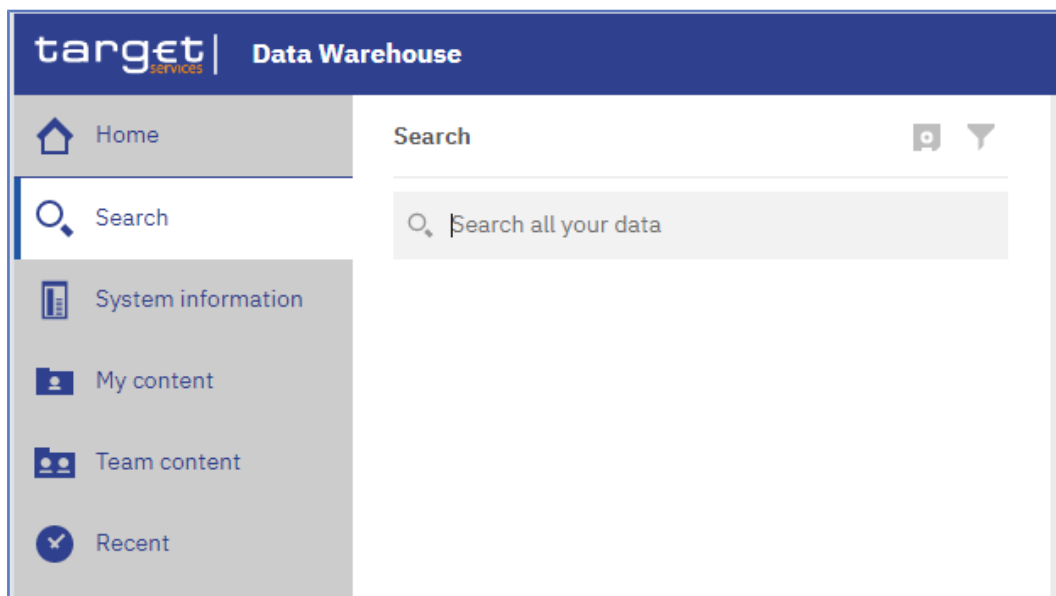 target services | Data Warehouse
Home
Search
System information
My content
Team content
Recent
Search
Search all your data